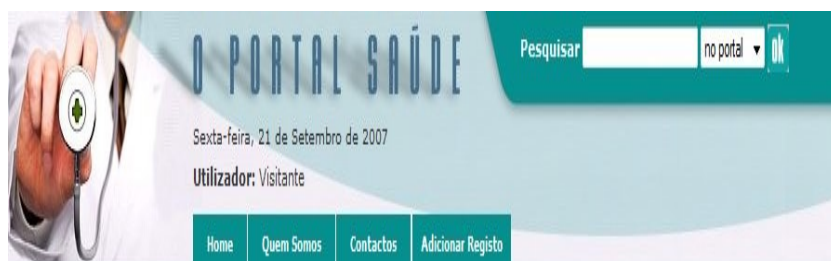 O PORTAL SAÚDE
Pesquisar no portal ok
Sexta-feira, 21 de Setembro de 2007
Utilizador: Visitante
Home Quem Somos Contactos Adicionar Registo